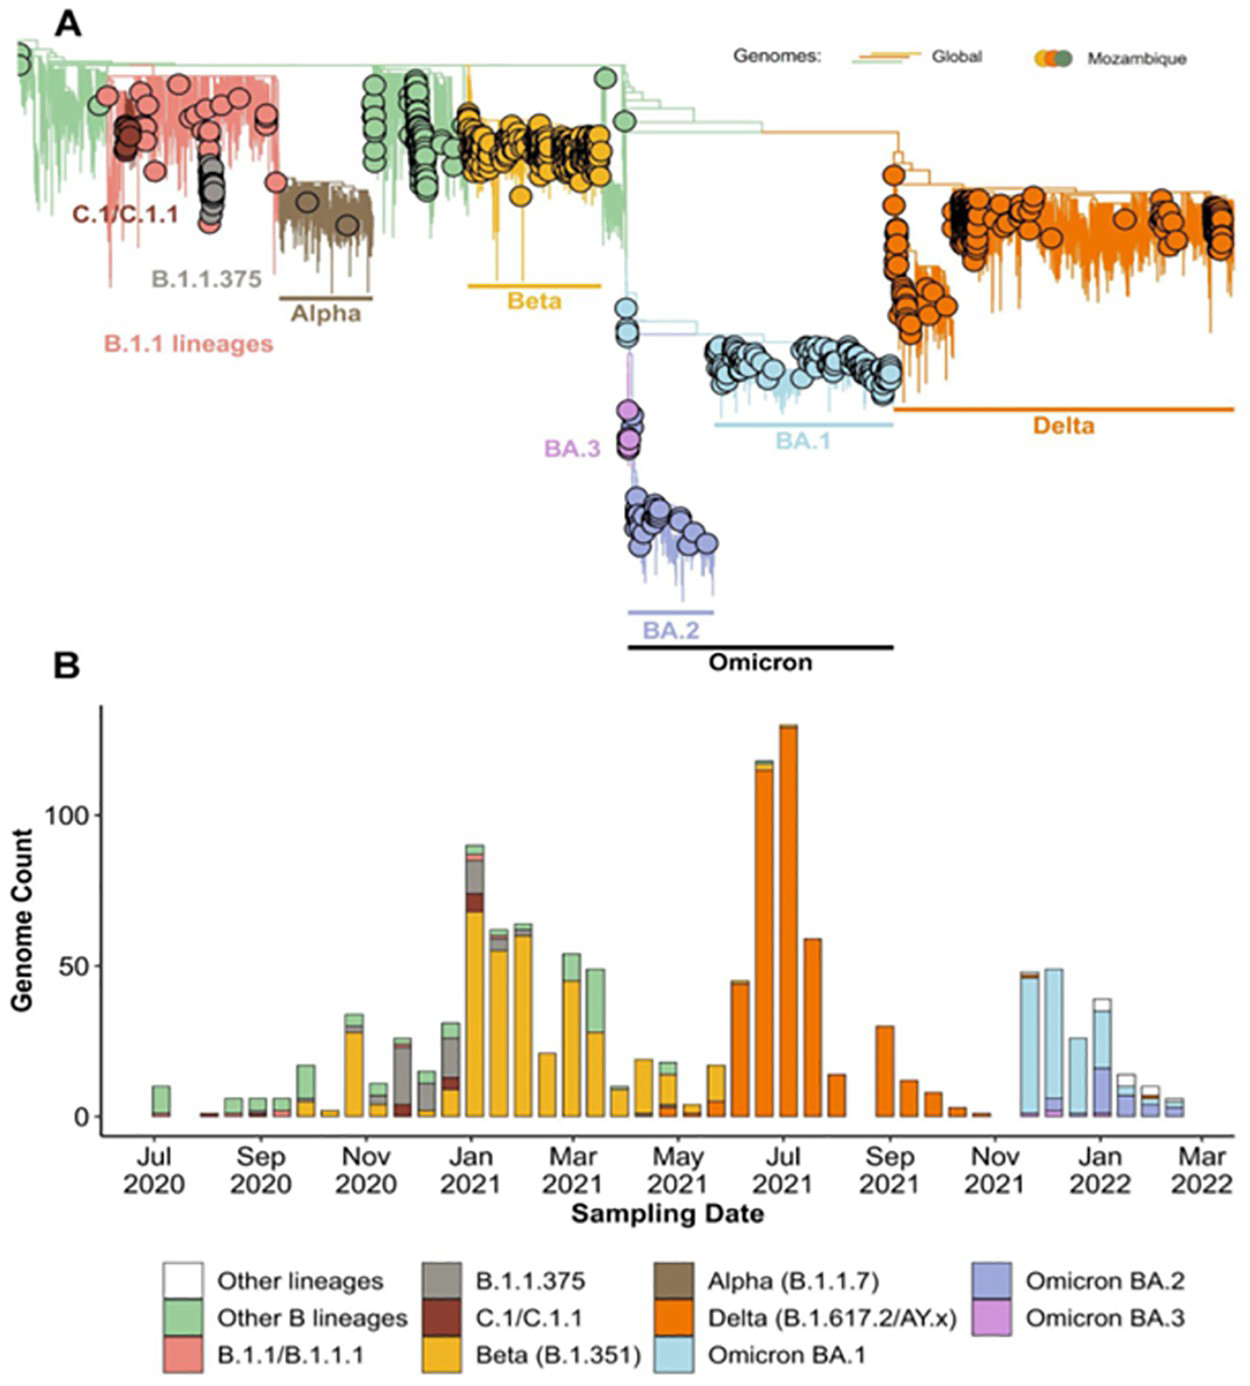 A
Genomes: Global Mozambique
C.1/C.1.1
B.1.1.375
Alpha
B.1.1 lineages
Beta
BA.3
BA.1
Delta
BA.2
Omicron
B
Genome Count
100
50
0
Jul Sep Nov Jan Mar May Jul Sep Nov Jan Mar
2020 2020 2020 2021 2021 2021 2021 2021 2021 2022 2022
Sampling Date
Other lineages B.1.1.375 Alpha (B.1.1.7) Omicron BA.2
Other B lineages C.1/C.1.1 Delta (B.1.617.2/AY.x) Omicron BA.3
B.1.1/B.1.1.1 Beta (B.1.351) Omicron BA.1